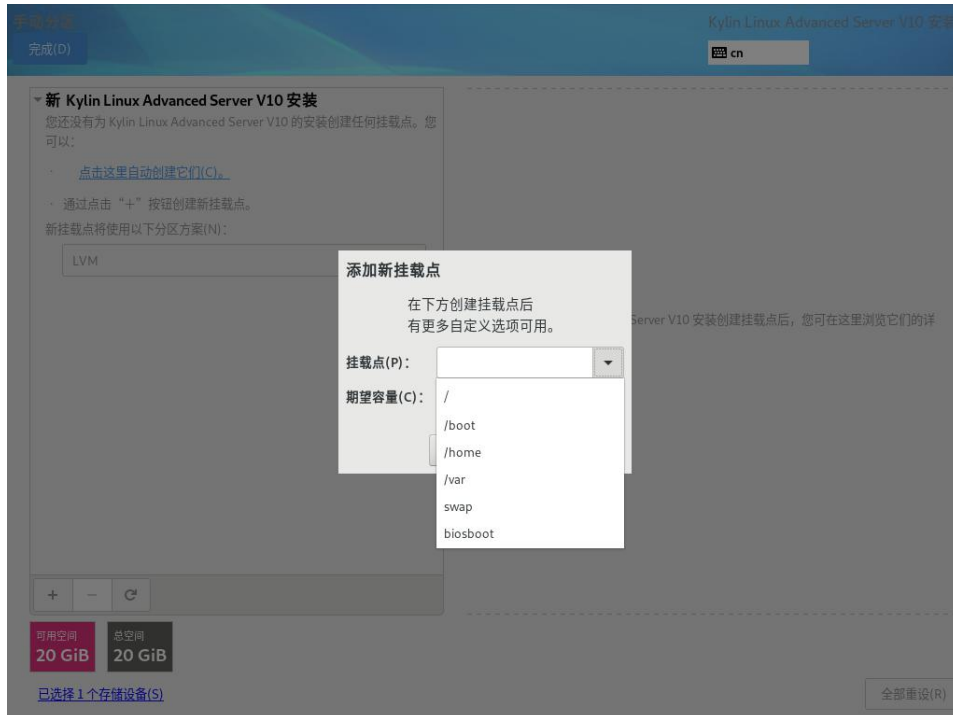 手动分区
Kylin Linux Advanced Server V10 安装
完成(D)
cn
新 Kylin Linux Advanced Server V10 安装
您还没有为 Kylin Linux Advanced Server V10 的安装创建任何挂载点。您
可以：
· 点击这里自动创建它们(C)。
· 通过点击“+”按钮创建新挂载点。
新挂载点将使用以下分区方案(N)：
LVM
添加新挂载点
在下方创建挂载点后
有更多自定义选项可用。
Server V10 安装创建挂载点后，您可在这里浏览它们的详
挂载点(P)：
期望容量(C)：
/
/boot
/home
/var
swap
biosboot
+ −
可用空间
20 GiB
总空间
20 GiB
已选择 1 个存储设备(S)
全部重设(R)